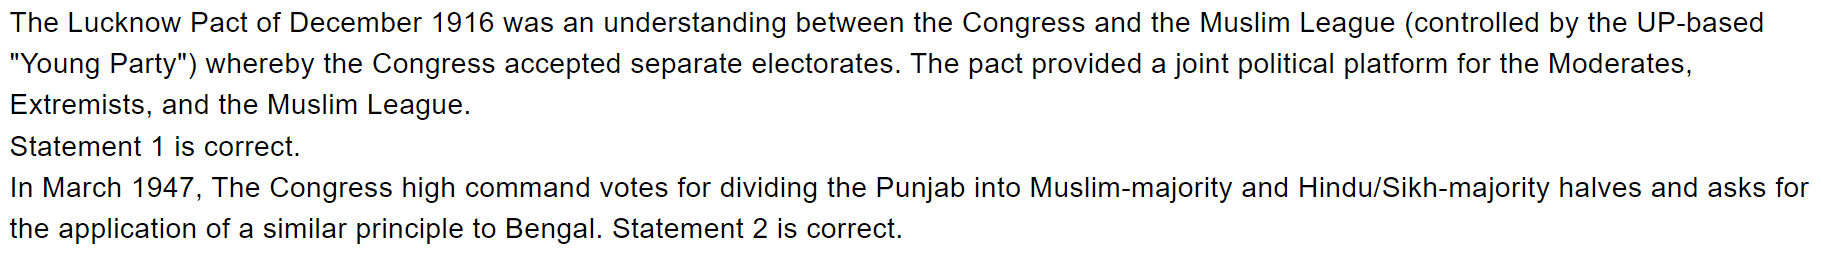 The Lucknow Pact of December 1916 was an understanding between the Congress and the Muslim League (controlled by the UP-based
"Young Party") whereby the Congress accepted separate electorates. The pact provided a joint political platform for the Moderates,
Extremists, and the Muslim League.
Statement 1 is correct.
In March 1947, The Congress high command votes for dividing the Punjab into Muslim-majority and Hindu/Sikh-majority halves and asks for
the application of a similar principle to Bengal. Statement 2 is correct.